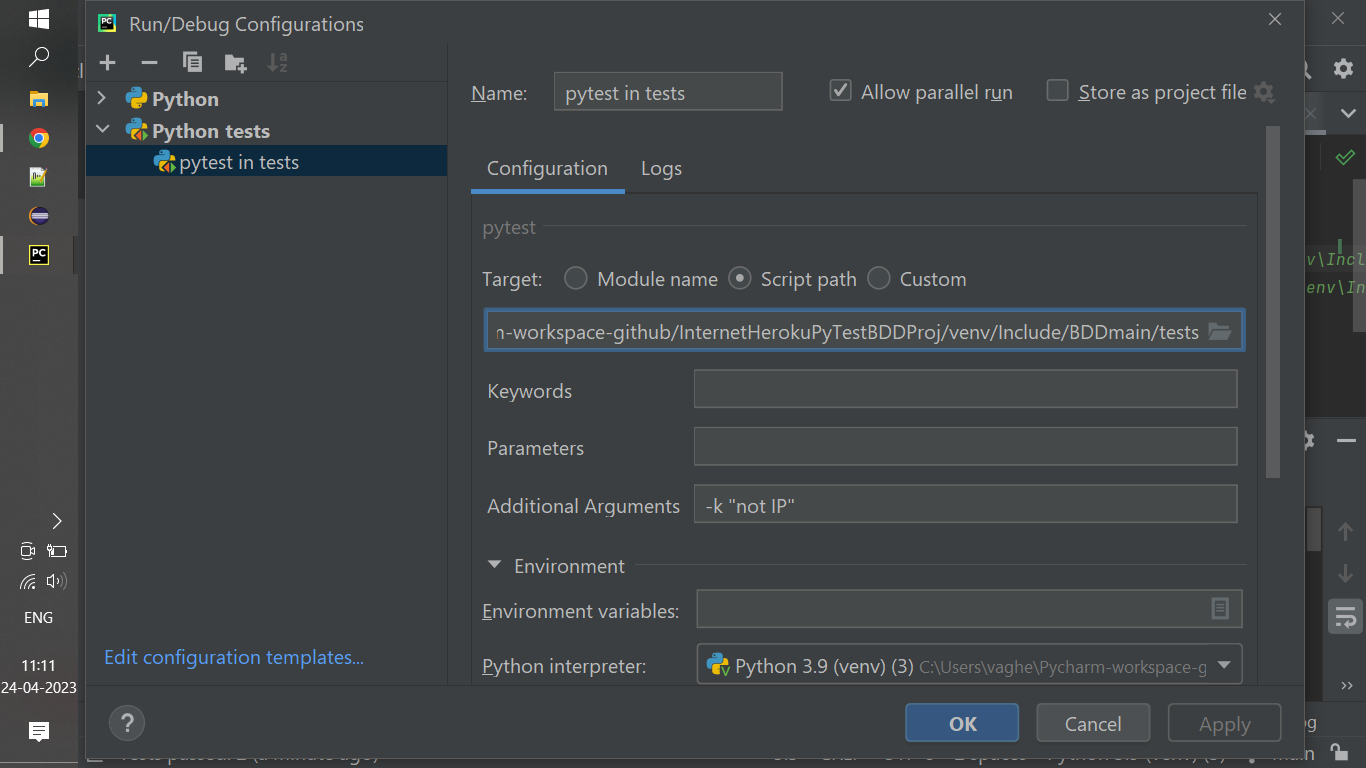 Run/Debug Configurations
Python
Python tests
pytest in tests
Edit configuration templates...
Name:
pytest in tests
Allow parallel run
Store as project file
Configuration
Logs
pytest
Target:
Module name
Script path
Custom
-workspace-github/InternetHerokuPyTestBDDProj/venv/Include/BDDmain/tests
Keywords
Parameters
Additional Arguments
-k "not IP"
Environment
Environment variables:
Python interpreter:
Python 3.9 (venv) (3) C:\Users\vaghe\Pycharm-workspace-g
?
OK
Cancel
Apply
PC
ENG
11:11
24-04-2023
v\Incl
env\In